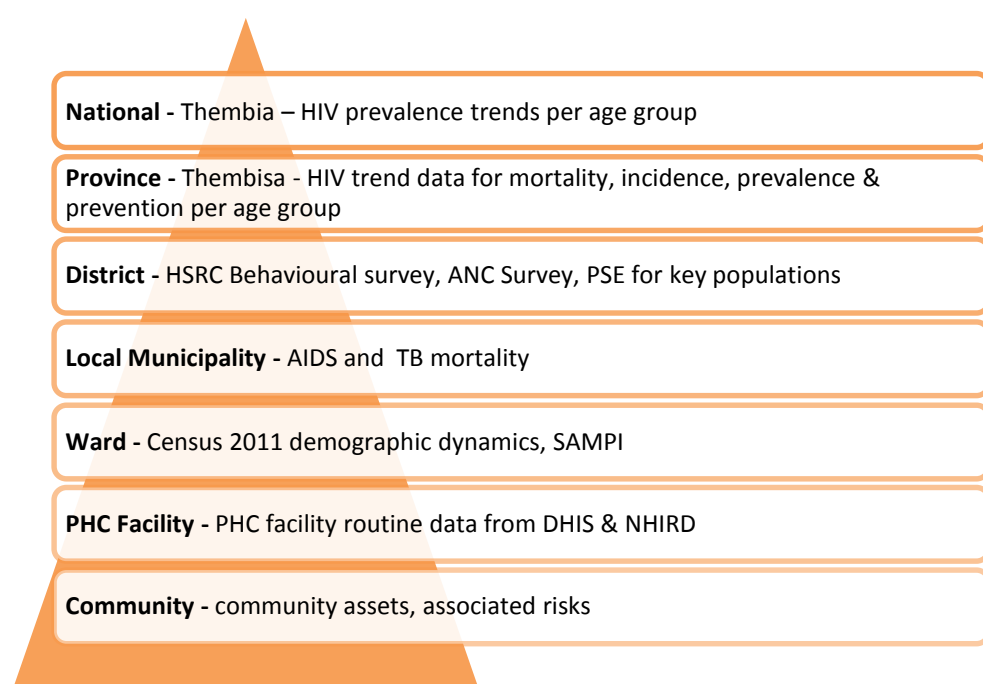 National - Thembia – HIV prevalence trends per age group
Province - Thembisa - HIV trend data for mortality, incidence, prevalence &
prevention per age group
District - HSRC Behavioural survey, ANC Survey, PSE for key populations
Local Municipality - AIDS and  TB mortality
Ward - Census 2011 demographic dynamics, SAMPI
PHC Facility - PHC facility routine data from DHIS & NHIRD
Community - community assets, associated risks